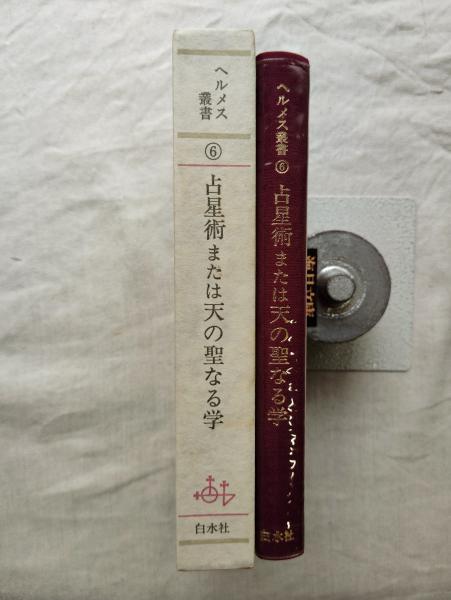 ヘルメス
叢書
⑥
占星術または天の聖なる学
白水社
ヘルメス叢書
⑥
占星術または天の聖なる学
白水社